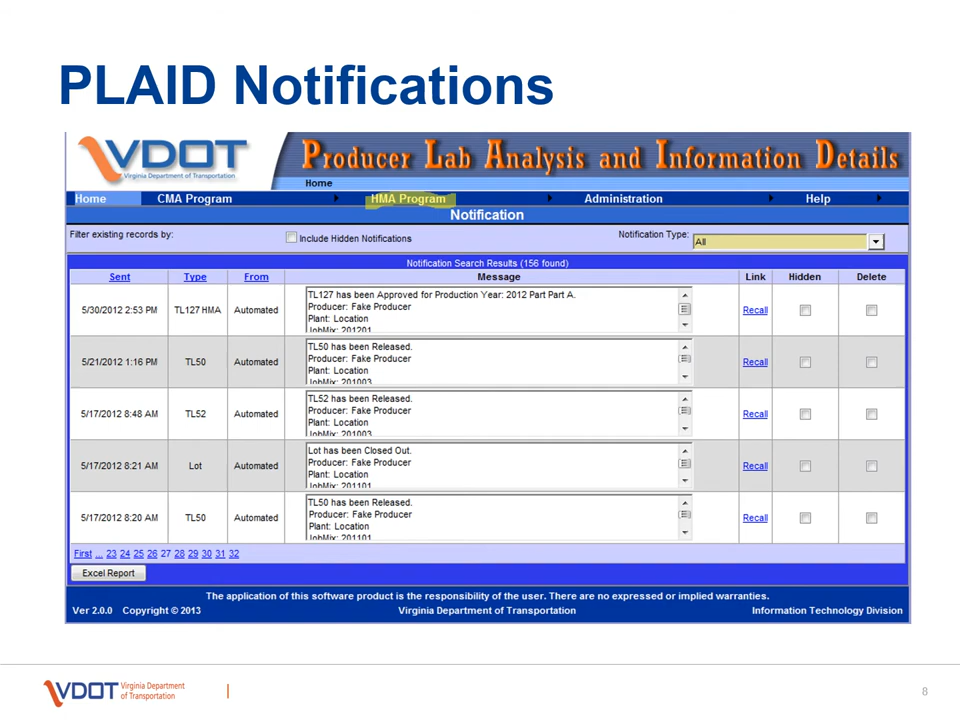 PLAID Notifications
VDOT
Virginia Department of Transportation
Producer Lab Analysis and Information Details
Home
Home CMA Program HMA Program Administration Help
Notification
Filter existing records by: Include Hidden Notifications Notification Type: All
Notification Search Results (156 found)
Sent Type From Message Link Hidden Delete
5/30/2012 2:53 PM TL127 HMA Automated Recall
TL127 has been Approved for Production Year: 2012 Part Part A.
Producer: Fake Producer
Plant: Location
JobMix: 201201
5/21/2012 1:16 PM TL50 Automated Recall
TL50 has been Released.
Producer: Fake Producer
Plant: Location
JobMix: 201003
5/17/2012 8:48 AM TL52 Automated Recall
TL52 has been Released.
Producer: Fake Producer
Plant: Location
JobMix: 201003
5/17/2012 8:21 AM Lot Automated Recall
Lot has been Closed Out.
Producer: Fake Producer
Plant: Location
JobMix: 201101
5/17/2012 8:20 AM TL50 Automated Recall
TL50 has been Released.
Producer: Fake Producer
Plant: Location
JobMix: 201101
First ... 23 24 25 26 27 28 29 30 31 32
Excel Report
The application of this software product is the responsibility of the user. There are no expressed or implied warranties.
Ver 2.0.0 Copyright © 2013 Virginia Department of Transportation Information Technology Division
VDOT Virginia Department
of Transportation
8